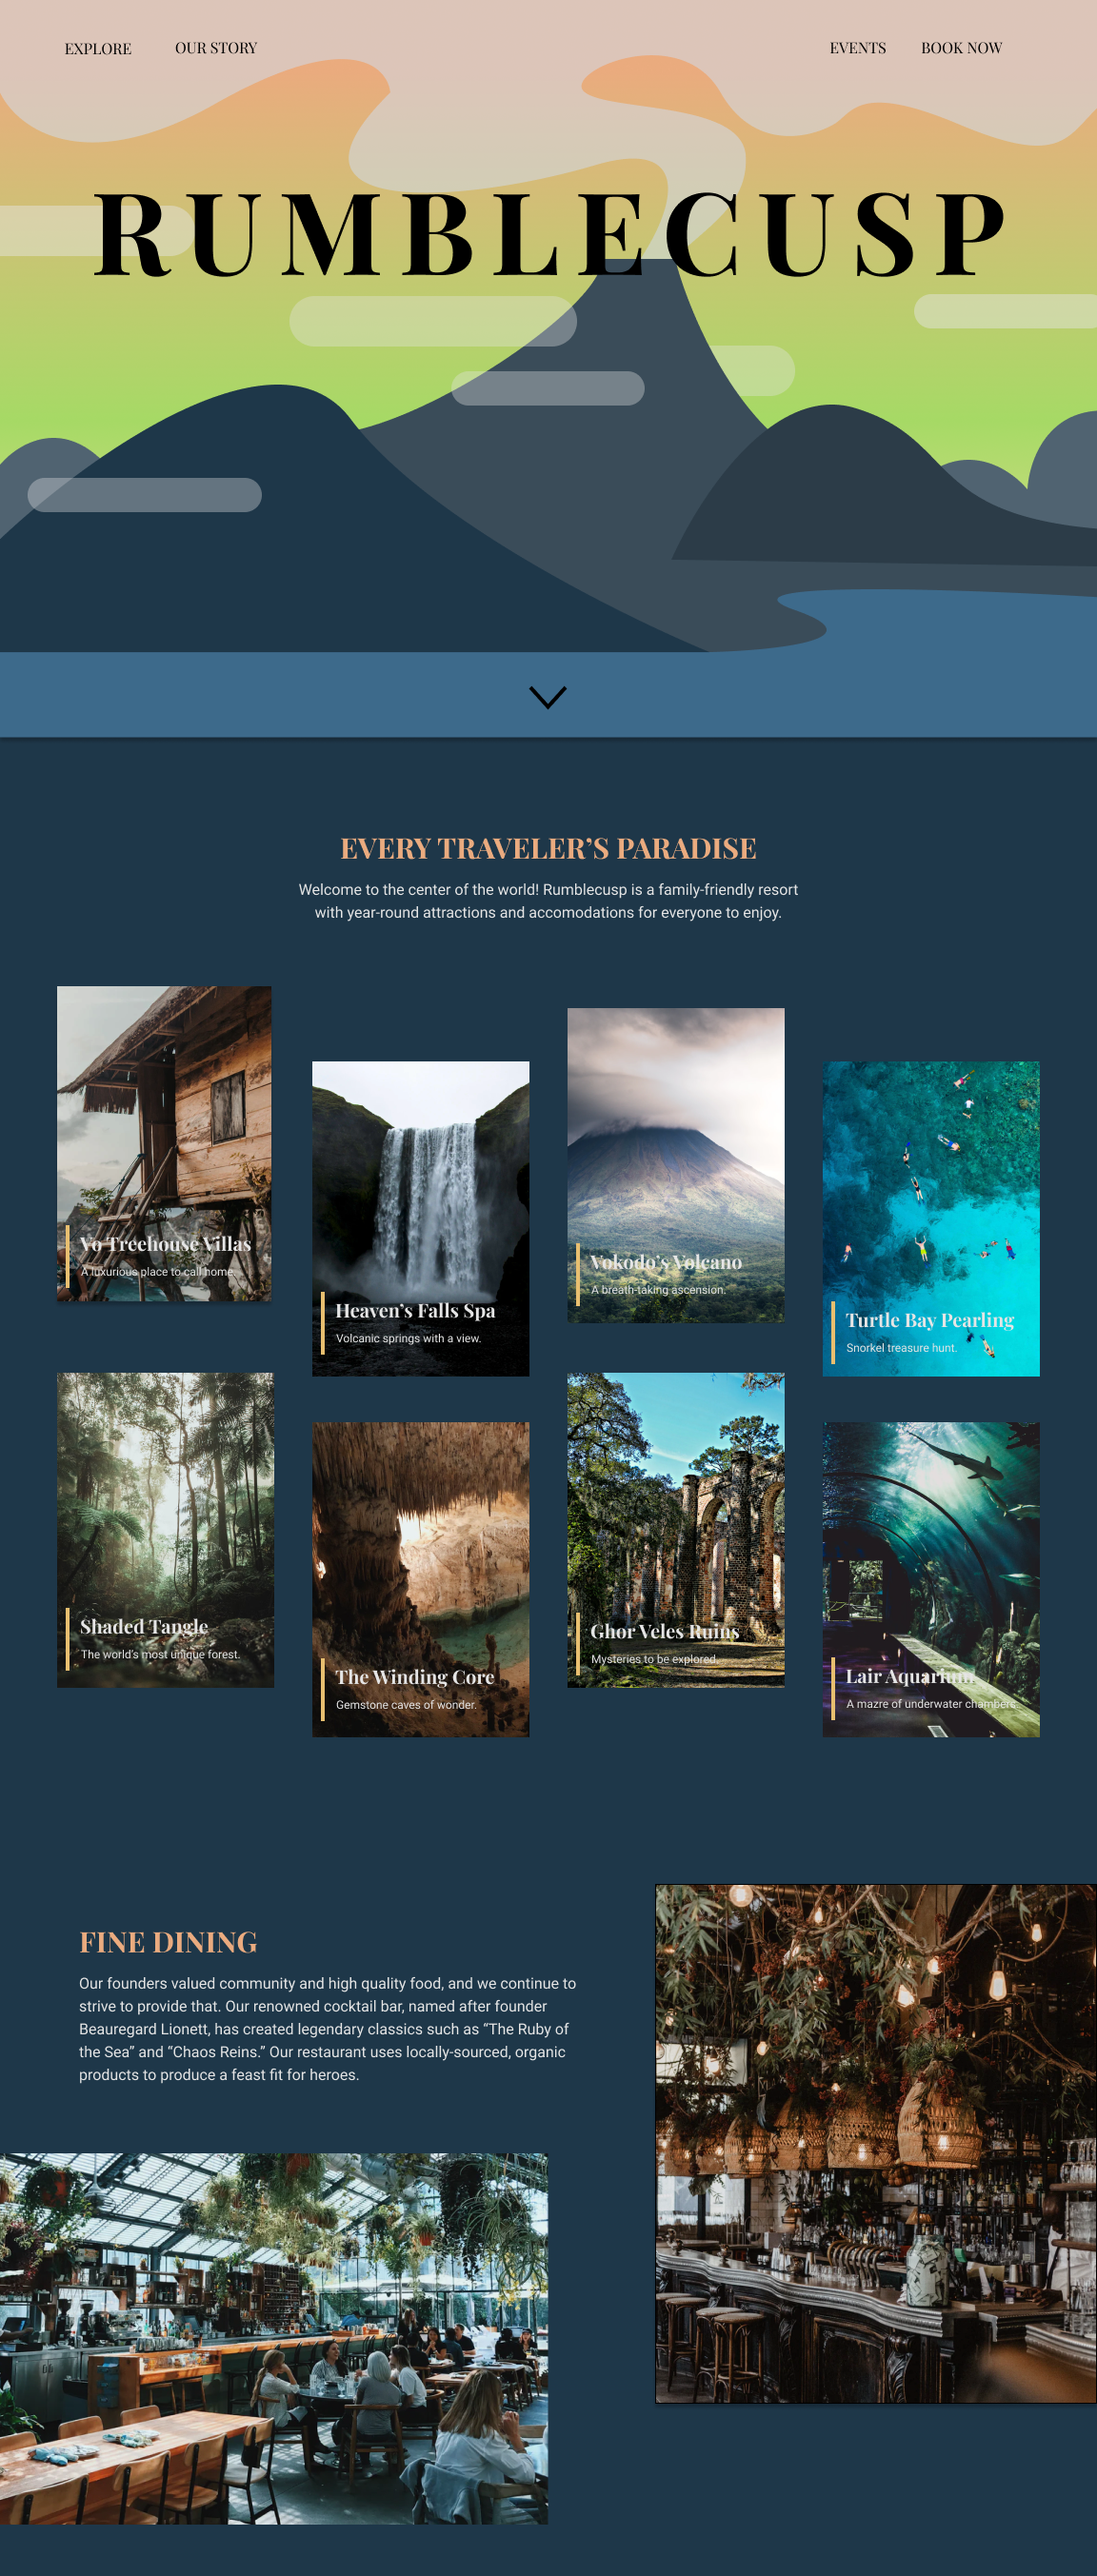 EXPLORE
OUR STORY
EVENTS
BOOK NOW
RUMBLECUSP
EVERY TRAVELER’S PARADISE
Welcome to the center of the world! Rumblecusp is a family-friendly resort
with year-round attractions and accomodations for everyone to enjoy.
Vo Treehouse Villas
A luxurious place to call home.
Heaven’s Falls Spa
Volcanic springs with a view.
Vokodo’s Volcano
A breath-taking ascension.
Turtle Bay Pearling
Snorkel treasure hunt.
Shaded Tangle
The world's most unique forest.
The Winding Core
Gemstone caves of wonder.
Ghor Veles Ruins
Mysteries to be explored.
Lair Aquarium
A mazre of underwater chambers.
FINE DINING
Our founders valued community and high quality food, and we continue to
strive to provide that. Our renowned cocktail bar, named after founder
Beauregard Lionett, has created legendary classics such as “The Ruby of
the Sea” and “Chaos Reins.” Our restaurant uses locally-sourced, organic
products to produce a feast fit for heroes.